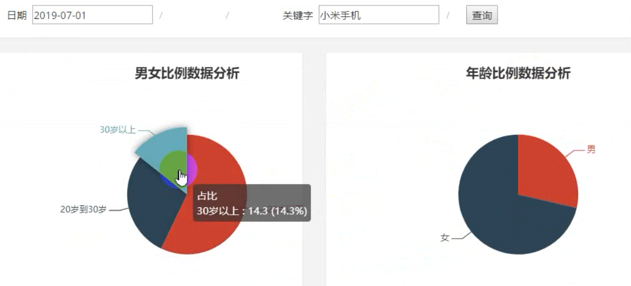 日期 2019-07-01 / / 关键字 小米手机 / 查询
男女比例数据分析
年龄比例数据分析
30岁以上
20岁到30岁
占比
30岁以上 : 14.3 (14.3%)
男
女